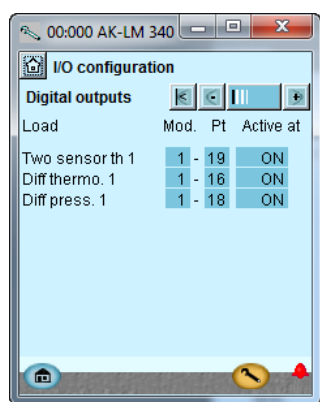 00:000 AK-LM 340
I/O configuration
Digital outputs
Load Mod. Pt Active at
Two sensor th 1 1 - 19 ON
Diff thermo. 1 1 - 16 ON
Diff press. 1 1 - 18 ON